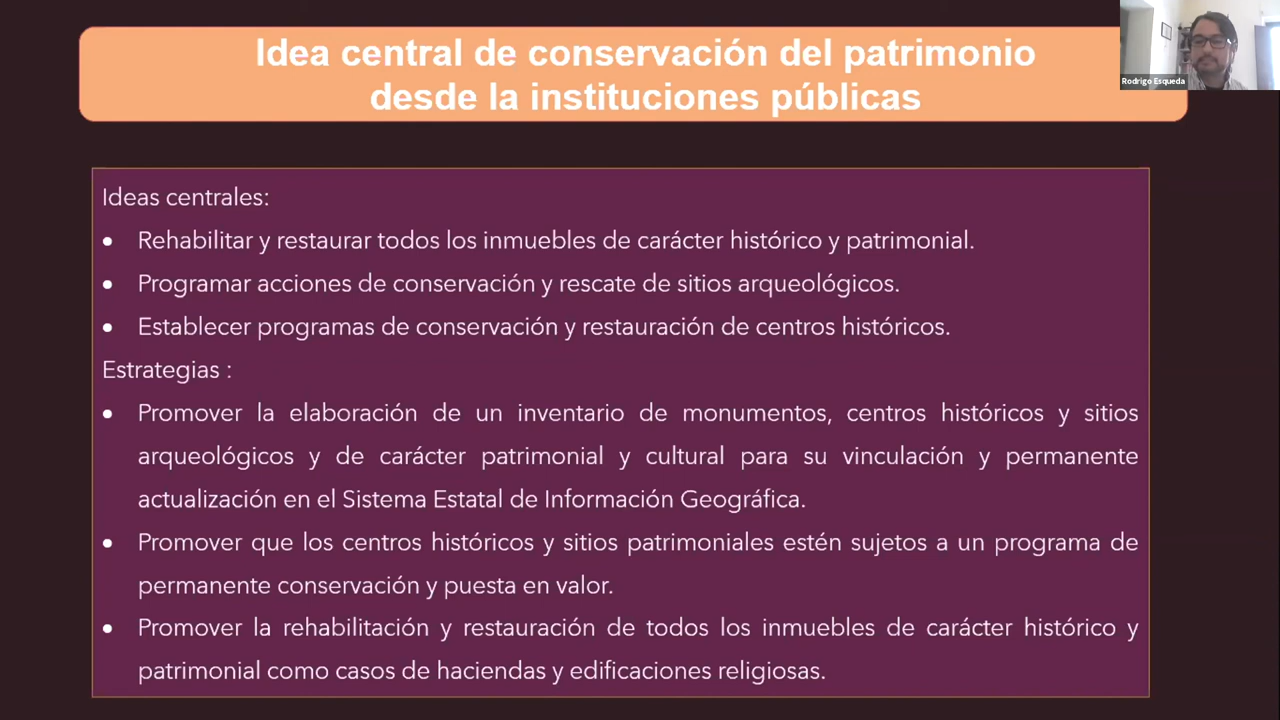 Idea central de conservación del patrimonio
desde la instituciones públicas
Rodrigo Esqueda
Ideas centrales:
• Rehabilitar y restaurar todos los inmuebles de carácter histórico y patrimonial.
• Programar acciones de conservación y rescate de sitios arqueológicos.
• Establecer programas de conservación y restauración de centros históricos.
Estrategias :
• Promover la elaboración de un inventario de monumentos, centros históricos y sitios
arqueológicos y de carácter patrimonial y cultural para su vinculación y permanente
actualización en el Sistema Estatal de Información Geográfica.
• Promover que los centros históricos y sitios patrimoniales estén sujetos a un programa de
permanente conservación y puesta en valor.
• Promover la rehabilitación y restauración de todos los inmuebles de carácter histórico y
patrimonial como casos de haciendas y edificaciones religiosas.